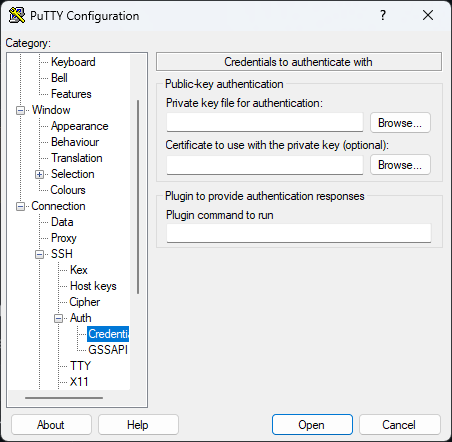 PuTTY Configuration
?
Category:
Keyboard
Bell
Features
Window
Appearance
Behaviour
Translation
Selection
Colours
Connection
Data
Proxy
SSH
Kex
Host keys
Cipher
Auth
Credentia
GSSAPI
TTY
X11
Credentials to authenticate with
Public-key authentication
Private key file for authentication:
Browse...
Certificate to use with the private key (optional):
Browse...
Plugin to provide authentication responses
Plugin command to run
About
Help
Open
Cancel